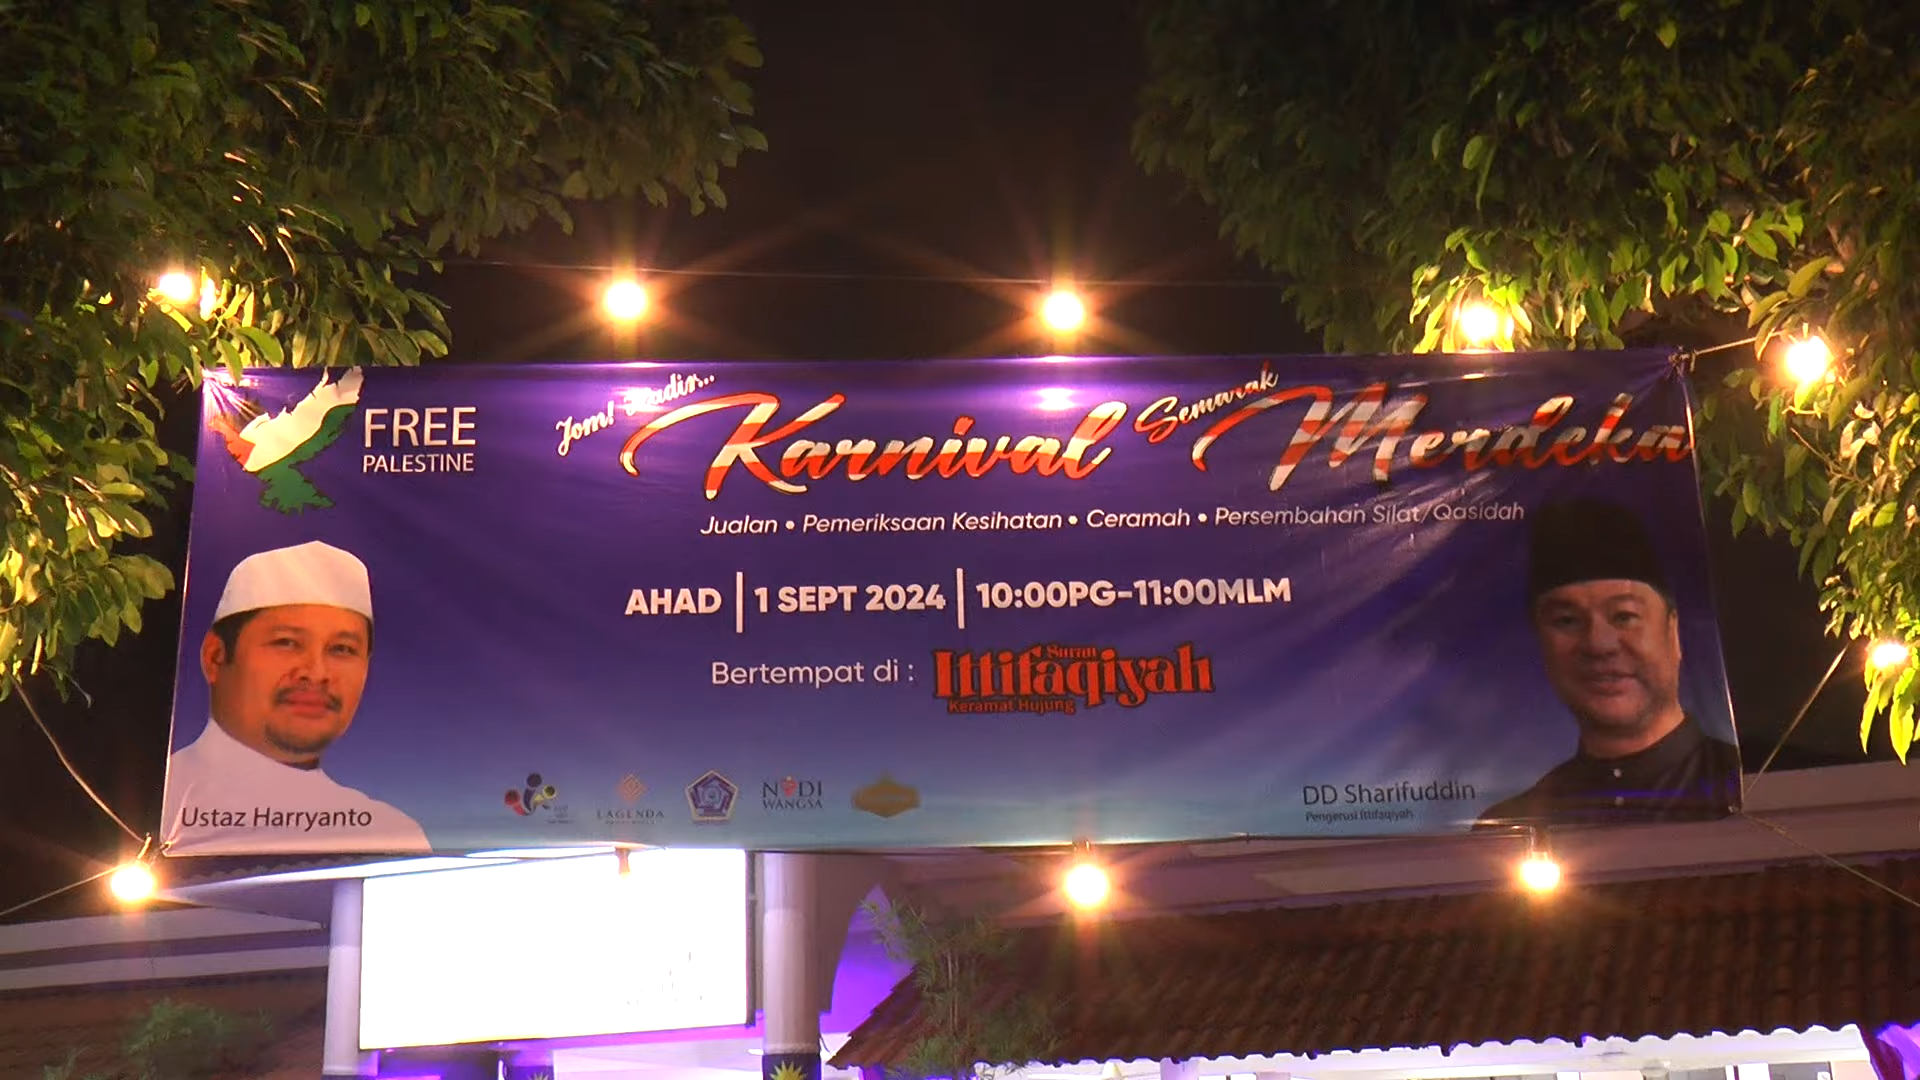 FREE
PALESTINE
Jom! Hadir..
Karnival Semarak Merdeka
Jualan • Pemeriksaan Kesihatan • Ceramah • Persembahan Silat/Qasidah
AHAD | 1 SEPT 2024 | 10:00PG-11:00MLM
Bertempat di :
Surau
Ittifaqiyah
Keramat Hujung
Ustaz Harryanto
LAGENDA
NADI
WANGSA
DD Sharifuddin
Pengerusi Ittifaqiyah